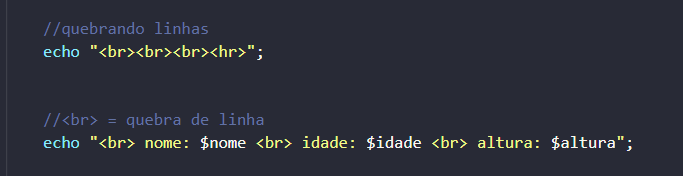 //quebrando linhas
echo "<br><br><br><hr>";
//<br> = quebra de linha
echo "<br> nome: $nome <br> idade: $idade <br> altura: $altura";